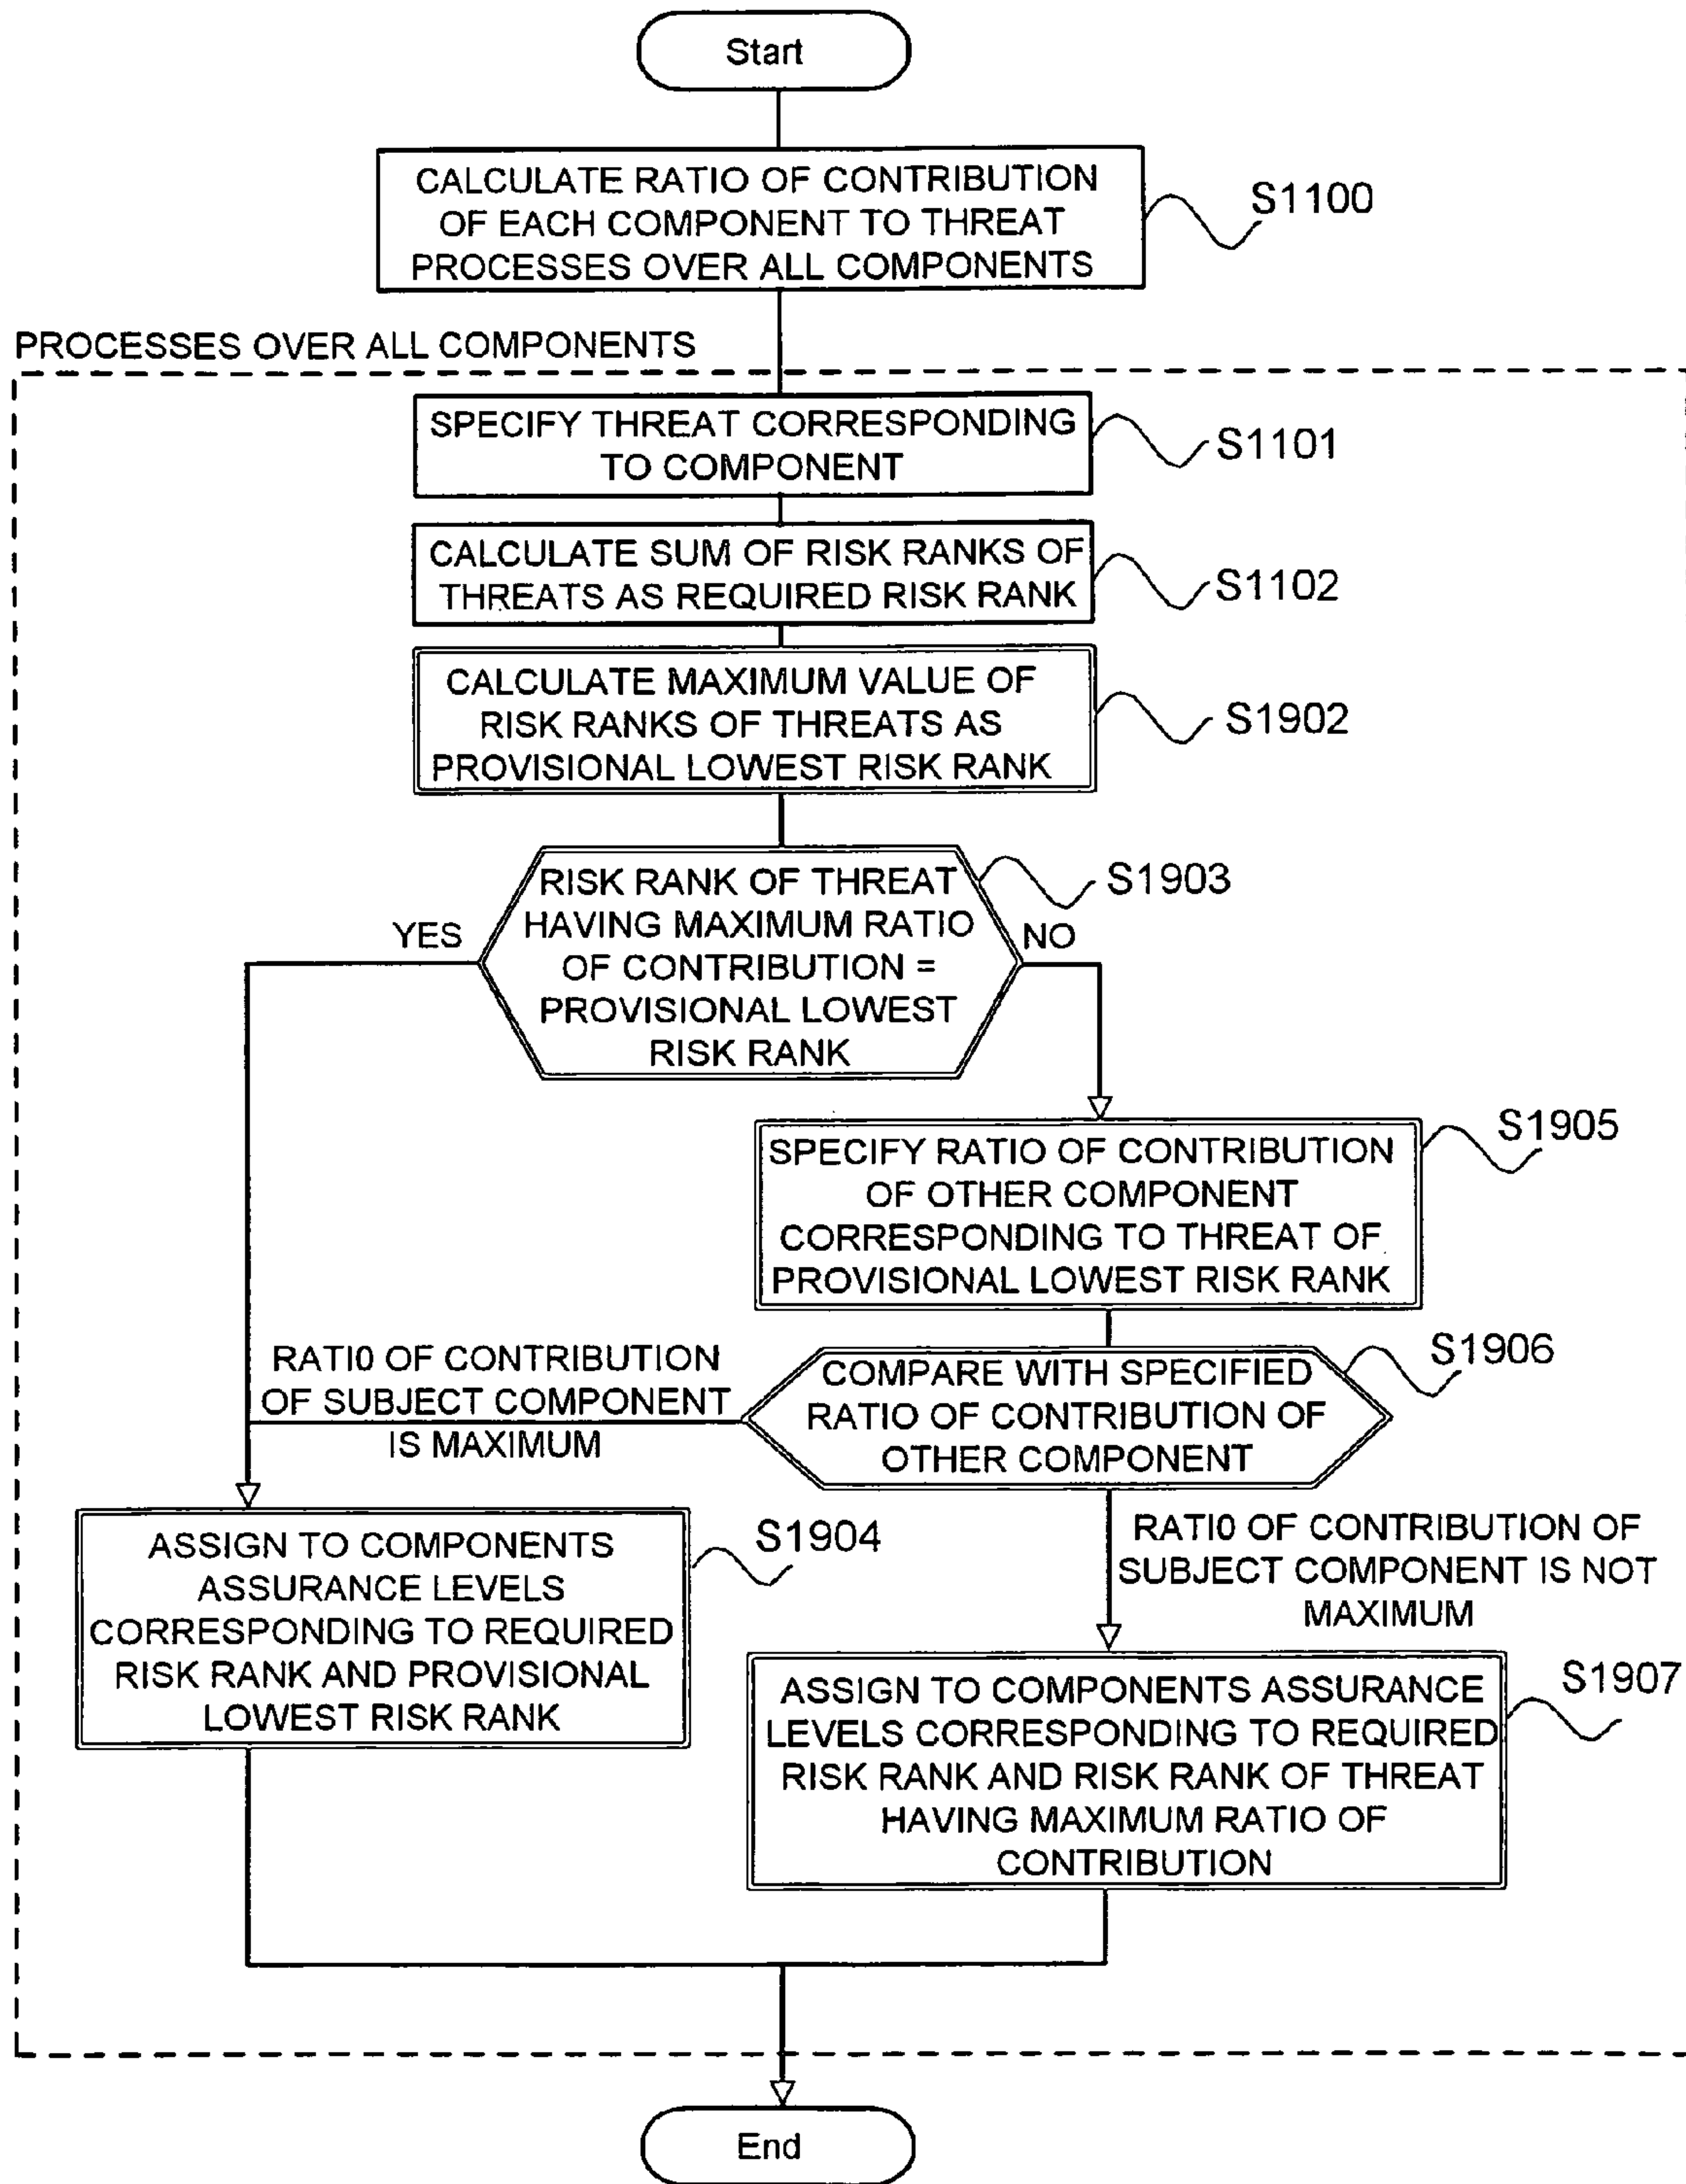 Start
CALCULATE RATIO OF CONTRIBUTION
OF EACH COMPONENT TO THREAT
PROCESSES OVER ALL COMPONENTS
S1100
PROCESSES OVER ALL COMPONENTS
SPECIFY THREAT CORRESPONDING
TO COMPONENT
S1101
CALCULATE SUM OF RISK RANKS OF
THREATS AS REQUIRED RISK RANK
S1102
CALCULATE MAXIMUM VALUE OF
RISK RANKS OF THREATS AS
PROVISIONAL LOWEST RISK RANK
S1902
RISK RANK OF THREAT
HAVING MAXIMUM RATIO
OF CONTRIBUTION =
PROVISIONAL LOWEST
RISK RANK
S1903
YES
NO
SPECIFY RATIO OF CONTRIBUTION
OF OTHER COMPONENT
CORRESPONDING TO THREAT OF
PROVISIONAL LOWEST RISK RANK
S1905
RATI0 OF CONTRIBUTION
OF SUBJECT COMPONENT
IS MAXIMUM
COMPARE WITH SPECIFIED
RATIO OF CONTRIBUTION OF
OTHER COMPONENT
S1906
ASSIGN TO COMPONENTS
ASSURANCE LEVELS
CORRESPONDING TO REQUIRED
RISK RANK AND PROVISIONAL
LOWEST RISK RANK
S1904
RATI0 OF CONTRIBUTION OF
SUBJECT COMPONENT IS NOT
MAXIMUM
ASSIGN TO COMPONENTS ASSURANCE
LEVELS CORRESPONDING TO REQUIRED
RISK RANK AND RISK RANK OF THREAT
HAVING MAXIMUM RATIO OF
CONTRIBUTION
S1907
End